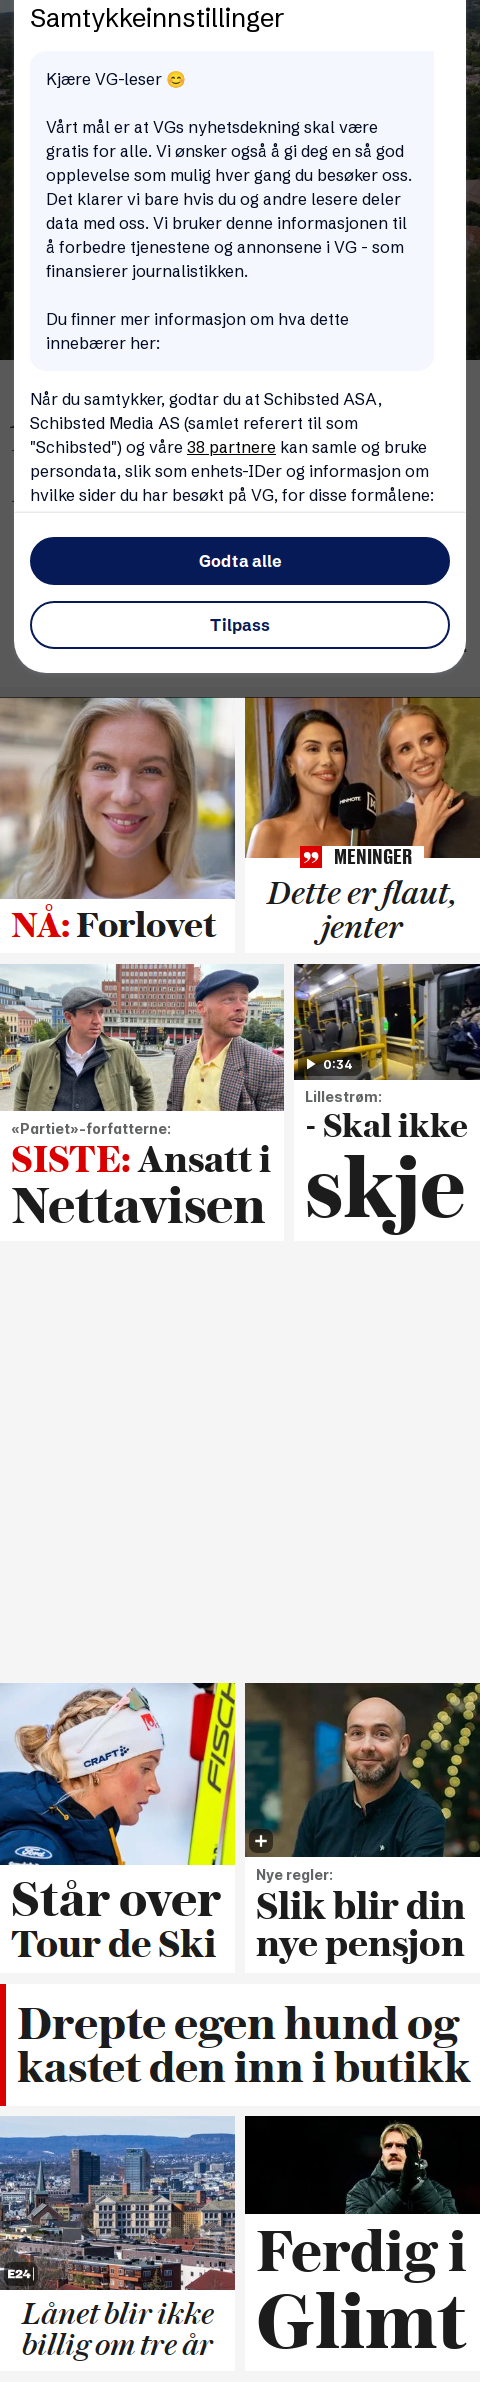 Samtykkeinnstillinger
Kjære VG-leser 😊
Vårt mål er at VGs nyhetsdekning skal være
gratis for alle. Vi ønsker også å gi deg en så god
opplevelse som mulig hver gang du besøker oss.
Det klarer vi bare hvis du og andre lesere deler
data med oss. Vi bruker denne informasjonen til
å forbedre tjenestene og annonsene i VG - som
finansierer journalistikken.
Du finner mer informasjon om hva dette
innebærer her:
Når du samtykker, godtar du at Schibsted ASA,
Schibsted Media AS (samlet referert til som
"Schibsted") og våre 38 partnere kan samle og bruke
persondata, slik som enhets-IDer og informasjon om
hvilke sider du har besøkt på VG, for disse formålene:
Godta alle
Tilpass
NÅ: Forlovet
MINMOTE
MENINGER
Dette er flaut,
jenter
«Partiet»-forfatterne:
SISTE: Ansatt i
Nettavisen
0:34
Lillestrøm:
- Skal ikke
skje
CRAFT
FISC
Ford
Står over
Tour de Ski
Nye regler:
Slik blir din
nye pensjon
Drepte egen hund og
kastet den inn i butikk
E24
Lånet blir ikke
billig om tre år
Ferdig i
Glimt